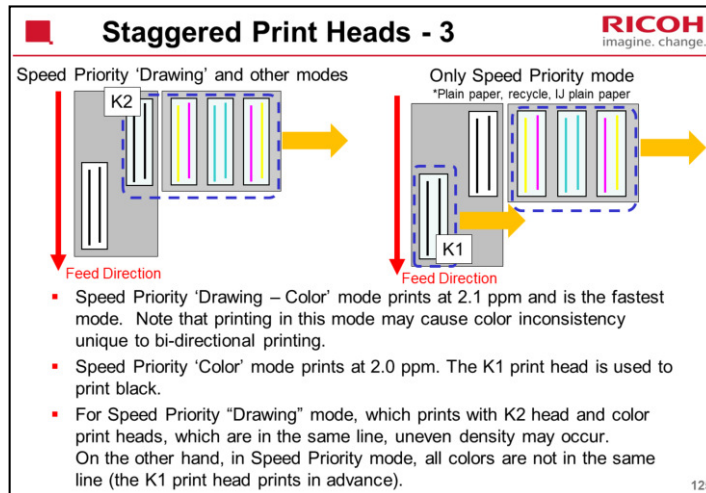 Staggered Print Heads - 3
RICOH
imagine. change.
Speed Priority 'Drawing' and other modes
K2
Feed Direction
Only Speed Priority mode
*Plain paper, recycle, IJ plain paper
K1
Feed Direction
▪ Speed Priority 'Drawing – Color' mode prints at 2.1 ppm and is the fastest
mode. Note that printing in this mode may cause color inconsistency
unique to bi-directional printing.
▪ Speed Priority 'Color' mode prints at 2.0 ppm. The K1 print head is used to
print black.
▪ For Speed Priority “Drawing” mode, which prints with K2 head and color
print heads, which are in the same line, uneven density may occur.
On the other hand, in Speed Priority mode, all colors are not in the same
line (the K1 print head prints in advance).